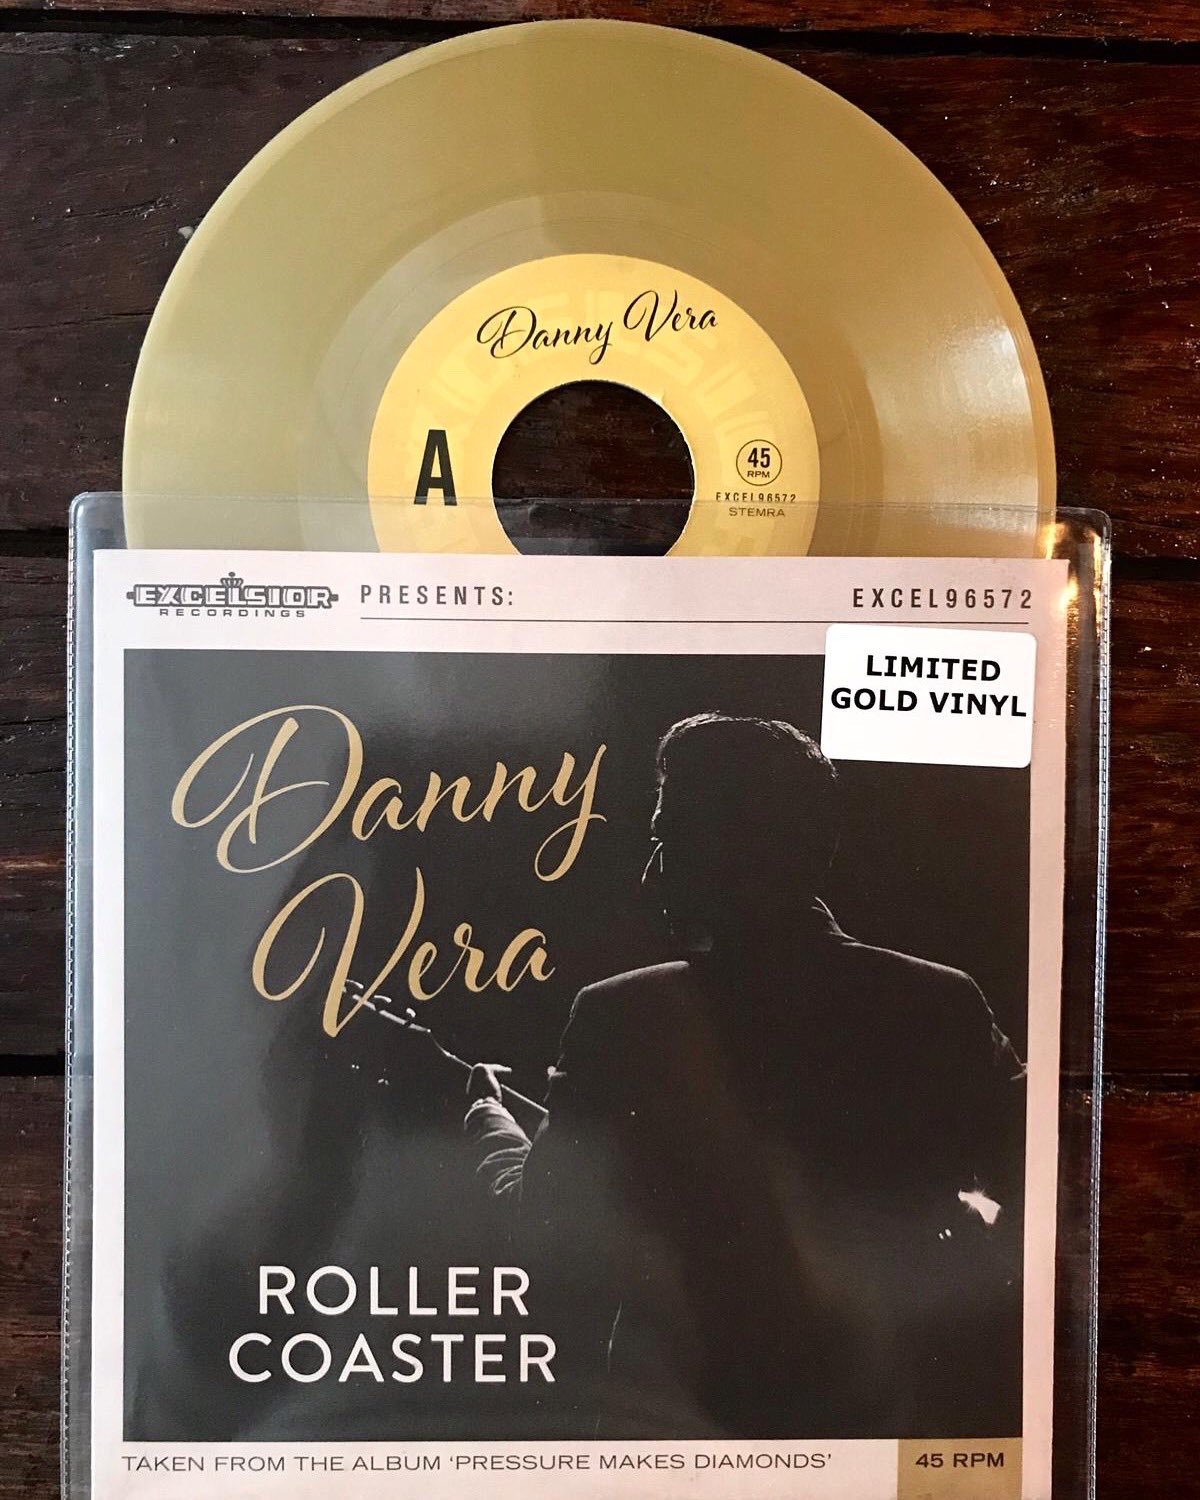 Danny Vera
A
45
RPM
EXCEL96572
STEMRA
EXCELSIOR
RECORDINGS
PRESENTS:
EXCEL96572
LIMITED
GOLD VINYL
Danny
Vera
ROLLER
COASTER
TAKEN FROM THE ALBUM ‘PRESSURE MAKES DIAMONDS’
45 RPM